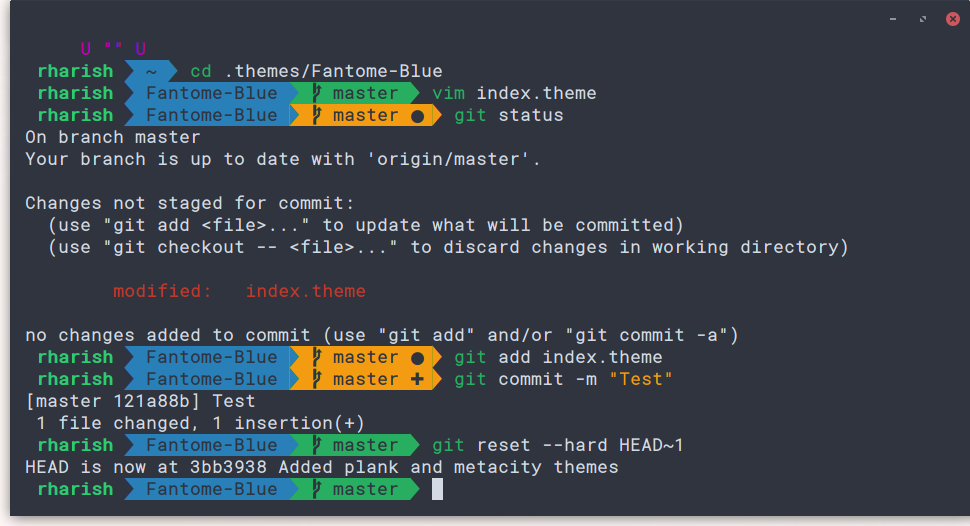 U "" U
rharish ~ cd .themes/Fantome-Blue
rharish Fantome-Blue master vim index.theme
rharish Fantome-Blue master ● git status
On branch master
Your branch is up to date with 'origin/master'.
Changes not staged for commit:
(use "git add <file>..." to update what will be committed)
(use "git checkout -- <file>..." to discard changes in working directory)
modified: index.theme
no changes added to commit (use "git add" and/or "git commit -a")
rharish Fantome-Blue master ● git add index.theme
rharish Fantome-Blue master ✚ git commit -m "Test"
[master 121a88b] Test
1 file changed, 1 insertion(+)
rharish Fantome-Blue master git reset --hard HEAD~1
HEAD is now at 3bb3938 Added plank and metacity themes
rharish Fantome-Blue master